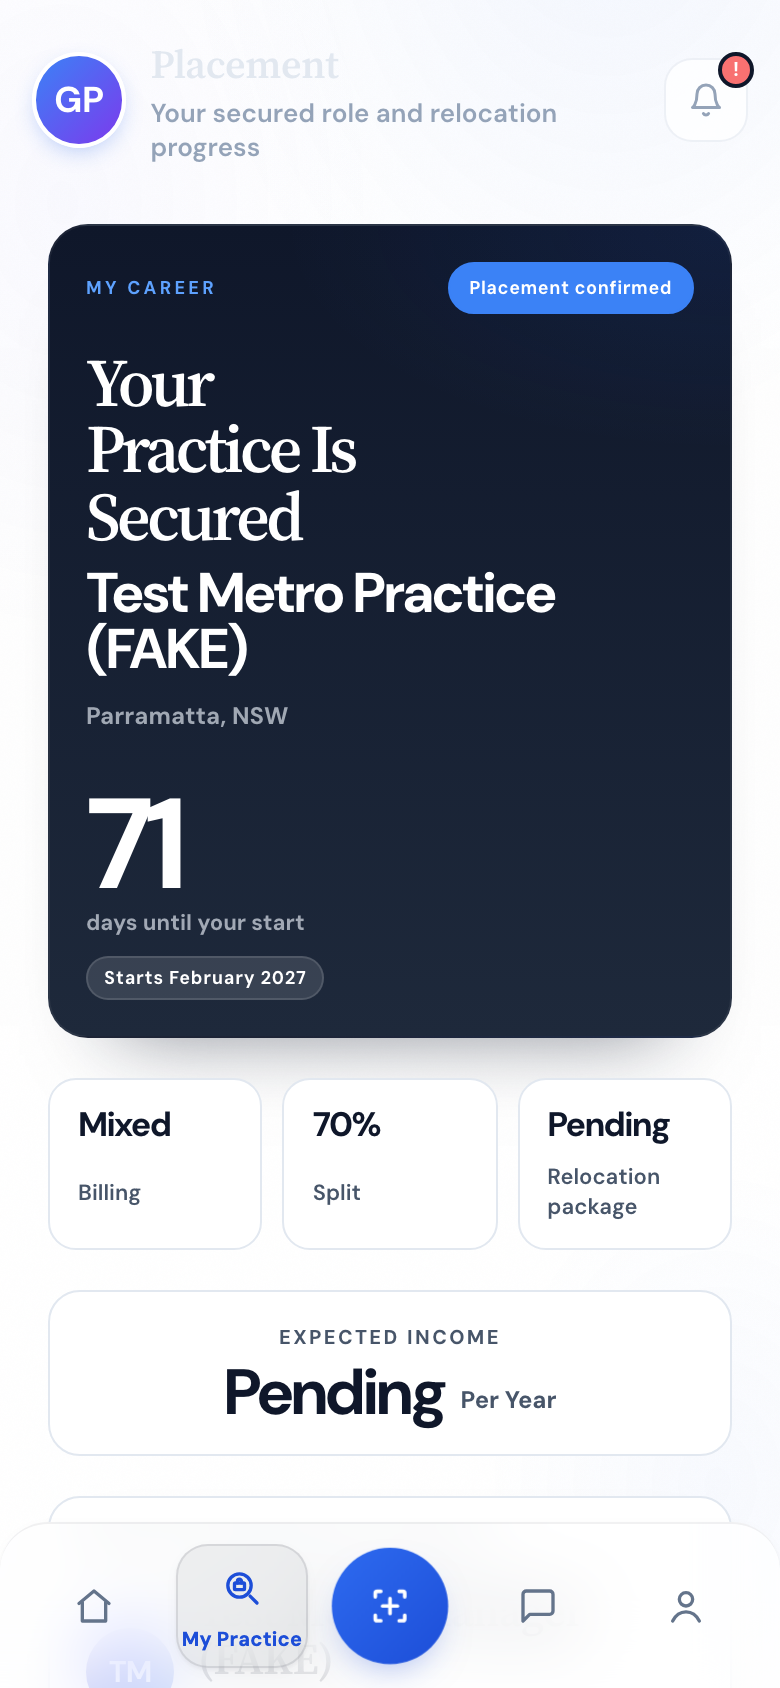 GP
Placement
Your secured role and relocation
progress
!
MY CAREER
Placement confirmed
Your
Practice Is
Secured
Test Metro Practice
(FAKE)
Parramatta, NSW
71
days until your start
Starts February 2027
Mixed
Billing
70%
Split
Pending
Relocation
package
EXPECTED INCOME
Pending Per Year
My Practice
TM
(FAKE)